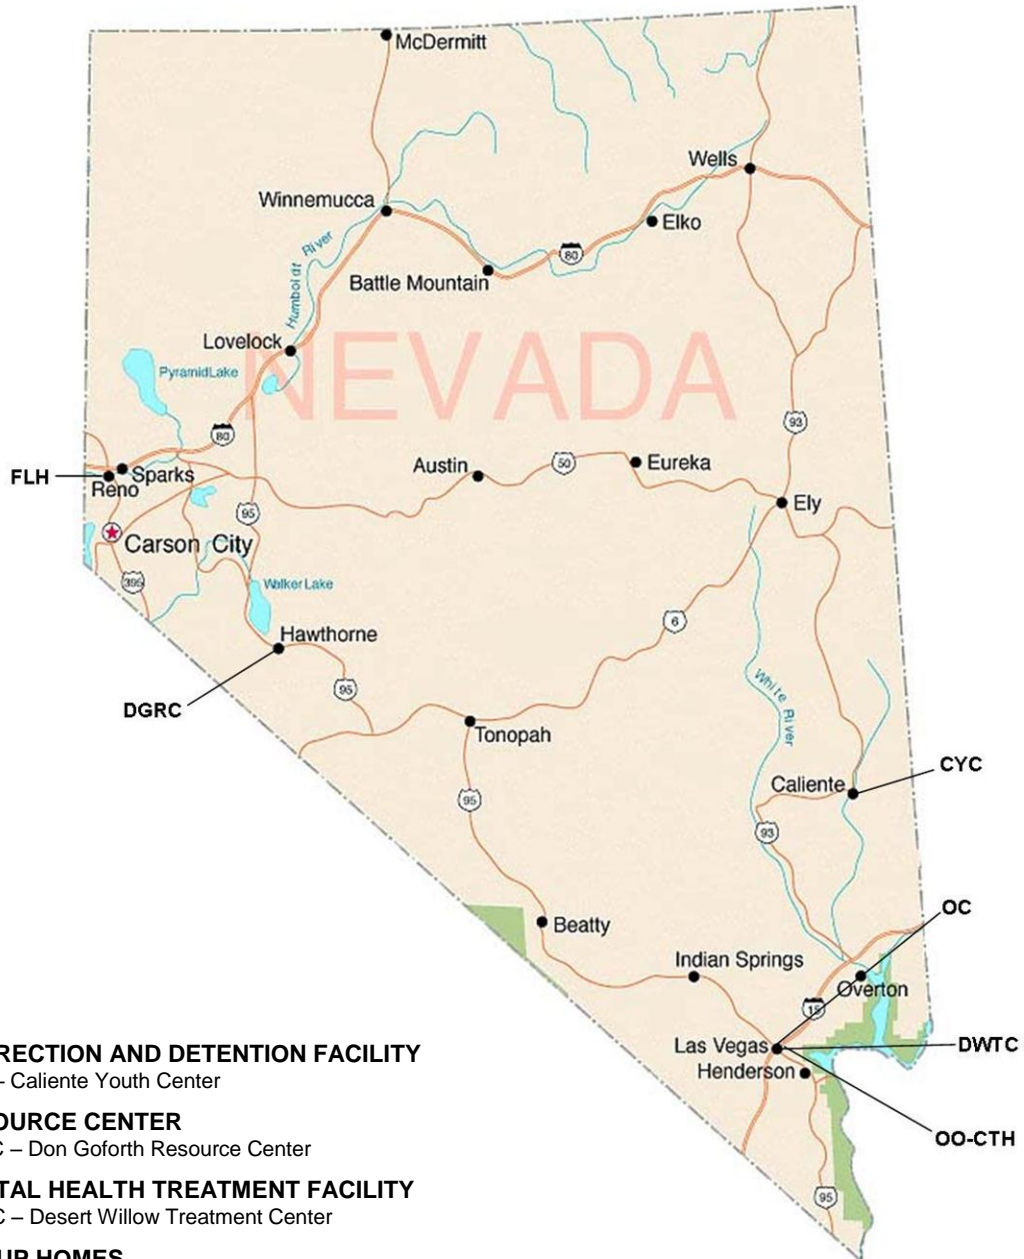 McDermitt
Wells
Winnemucca
Elko
Humboldt River
80
Battle Mountain
NEVADA
Lovelock
PyramidLake
93
80
Austin
50
Eureka
FLH
Sparks
Reno
Ely
95
Carson City
395
Walker Lake
6
Hawthorne
95
DGRC
White River
Tonopah
CYC
Caliente
95
93
OC
Beatty
Indian Springs
Overton
15
Las Vegas
DWTC
Henderson
OO-CTH
95
RECTION AND DETENTION FACILITY
– Caliente Youth Center
OURCE CENTER
C – Don Goforth Resource Center
TAL HEALTH TREATMENT FACILITY
C – Desert Willow Treatment Center
UP HOMES